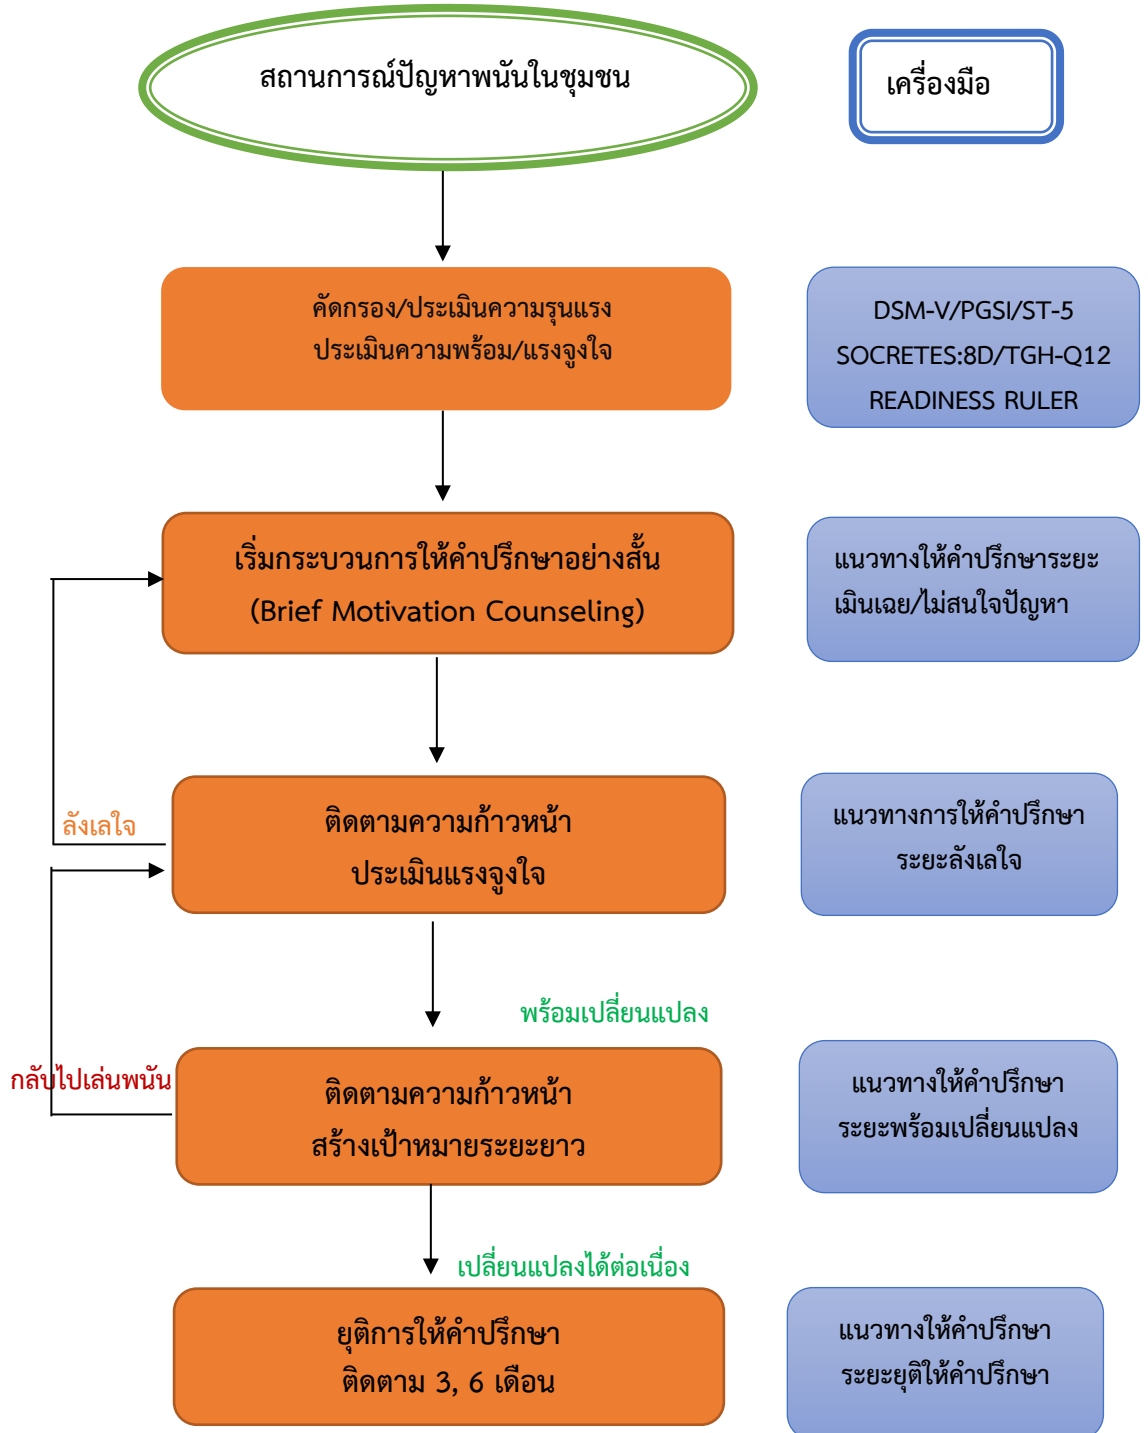 สถานการณ์ปัญหาพนันในชุมชน
เครื่องมือ
คัดกรอง/ประเมินความรุนแรง
ประเมินความพร้อม/แรงจูงใจ
DSM-V/PGSI/ST-5
SOCRETES:8D/TGH-Q12
READINESS RULER
เริ่มกระบวนการให้คำปรึกษาอย่างสั้น
(Brief Motivation Counseling)
แนวทางให้คำปรึกษาระยะ
เมินเฉย/ไม่สนใจปัญหา
ลังเลใจ
ติดตามความก้าวหน้า
ประเมินแรงจูงใจ
แนวทางการให้คำปรึกษา
ระยะลังเลใจ
พร้อมเปลี่ยนแปลง
กลับไปเล่นพนัน
ติดตามความก้าวหน้า
สร้างเป้าหมายระยะยาว
แนวทางให้คำปรึกษา
ระยะพร้อมเปลี่ยนแปลง
เปลี่ยนแปลงได้ต่อเนื่อง
ยุติการให้คำปรึกษา
ติดตาม 3, 6 เดือน
แนวทางให้คำปรึกษา
ระยะยุติให้คำปรึกษา